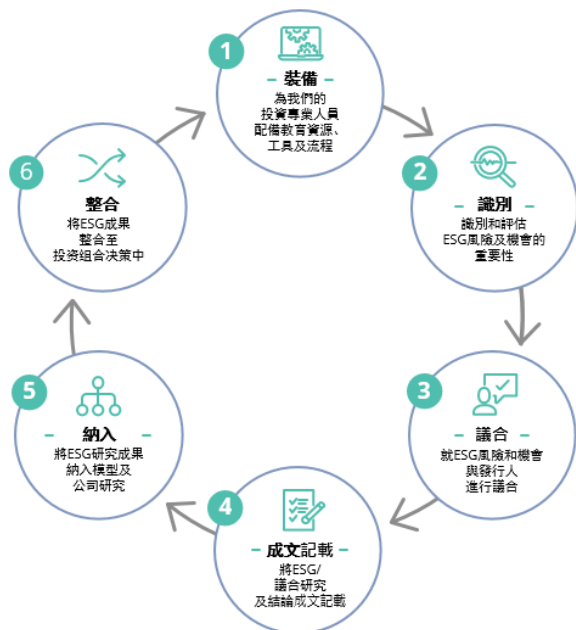 1
裝備
為我們的
投資專業人員
配備教育資源、
工具及流程
2
識別
識別和評估
ESG風險及機會的
重要性
3
議合
就ESG風險和機會
與發行人
進行議合
4
成文記載
將ESG/
議合研究
及結論成文記載
5
納入
將ESG研究成果
納入模型及
公司研究
6
整合
將ESG成果
整合至
投资组合决策中